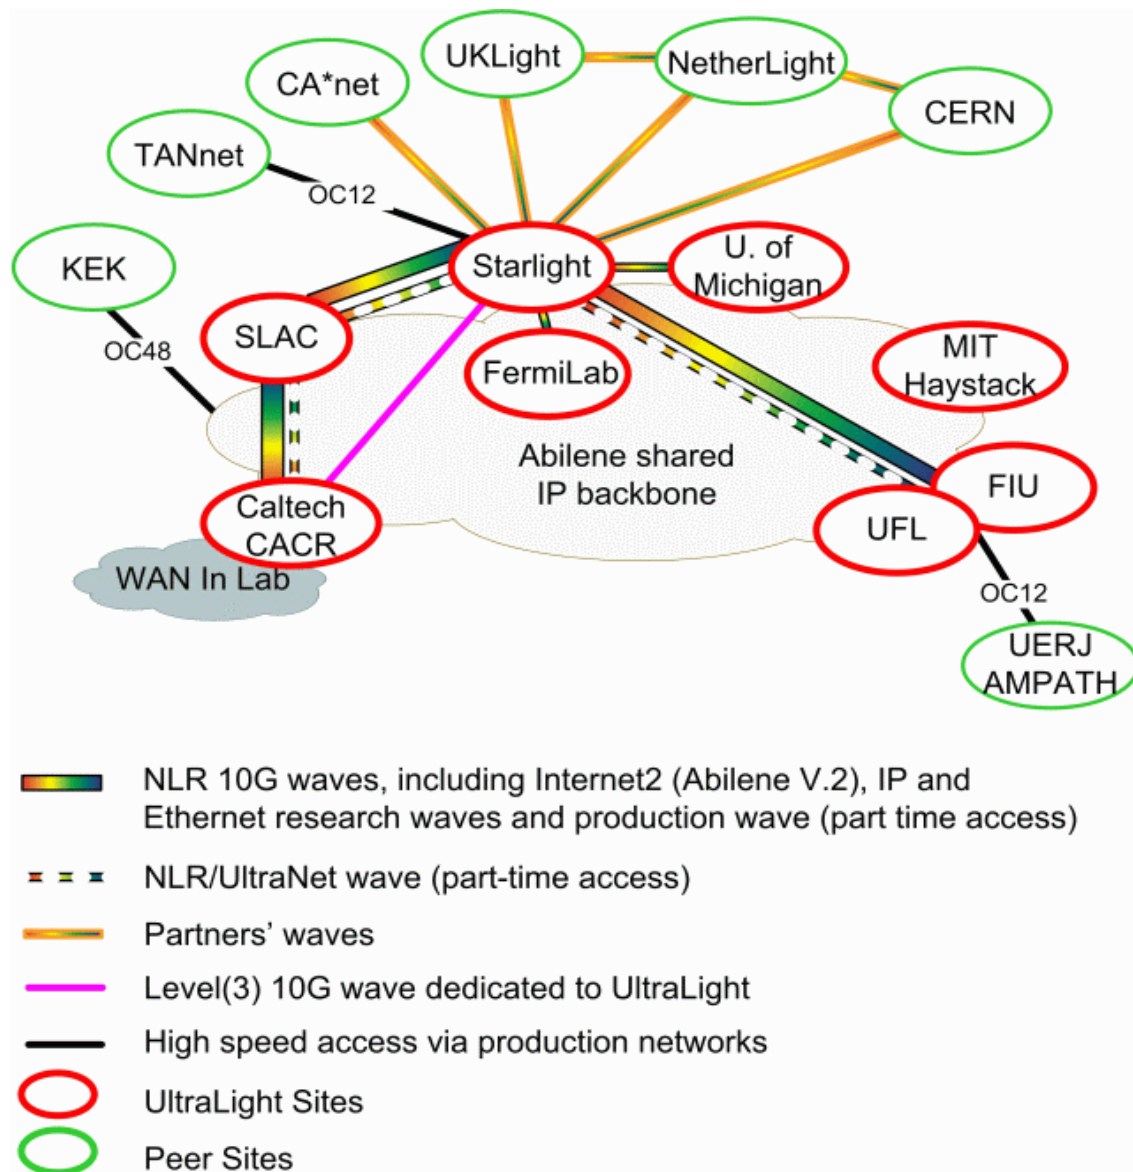 UKLight
NetherLight
CA*net
CERN
TANnet
OC12
KEK
Starlight
U. of
Michigan
SLAC
OC48
FermiLab
MIT
Haystack
Abilene shared
IP backbone
FIU
Caltech
CACR
UFL
WAN In Lab
OC12
UERJ
AMPATH
NLR 10G waves, including Internet2 (Abilene V.2), IP and
Ethernet research waves and production wave (part time access)
NLR/UltraNet wave (part-time access)
Partners’ waves
Level(3) 10G wave dedicated to UltraLight
High speed access via production networks
UltraLight Sites
Peer Sites